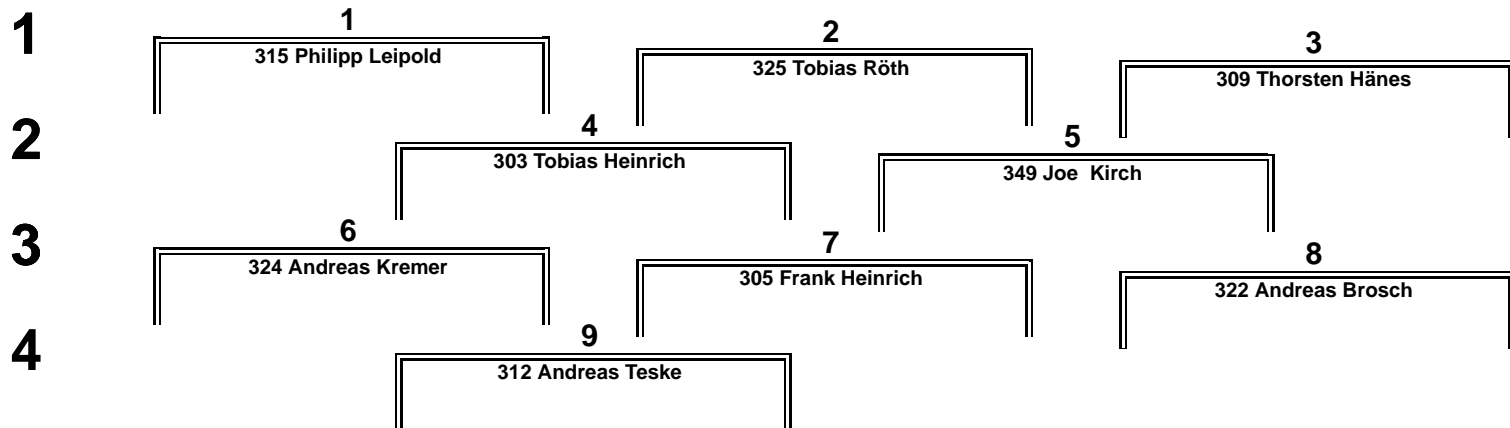 1
1
2
3
315 Philipp Leipold
325 Tobias Röth
309 Thorsten Hänes
2
4
5
303 Tobias Heinrich
349 Joe  Kirch
3
6
7
8
324 Andreas Kremer
305 Frank Heinrich
322 Andreas Brosch
4
9
312 Andreas Teske